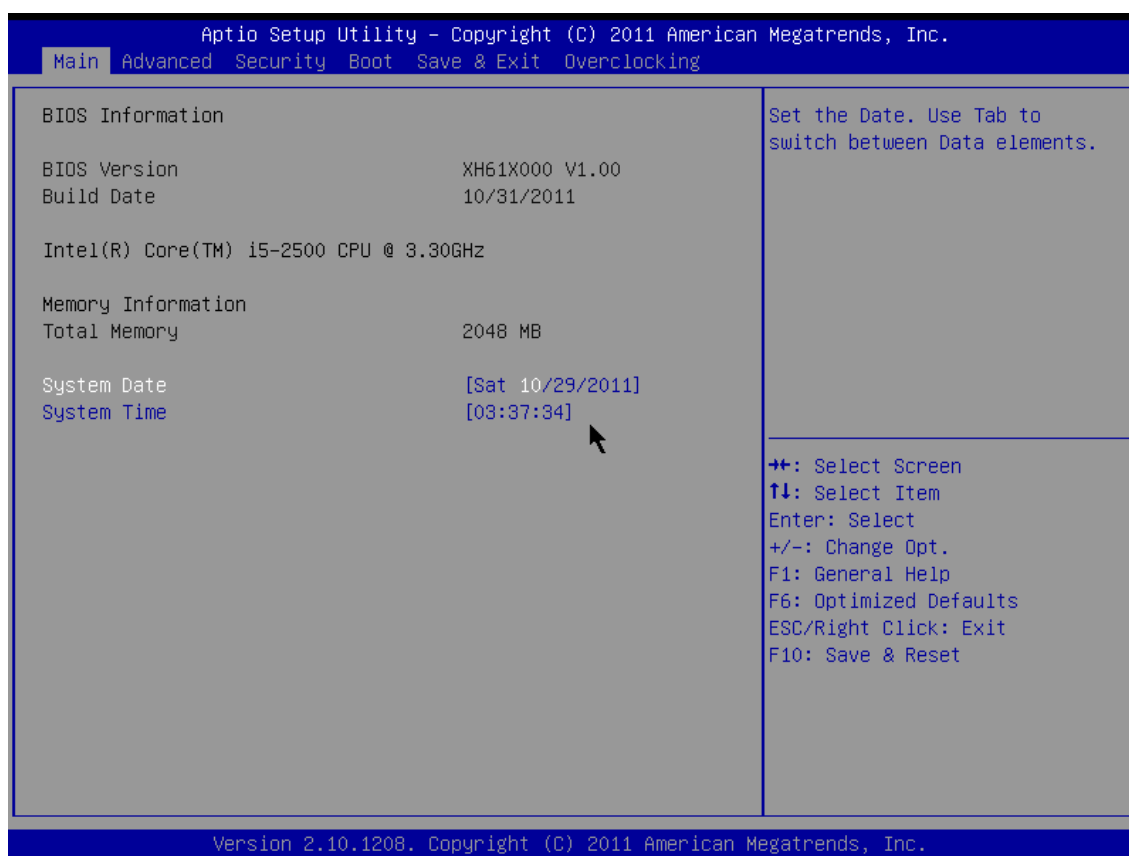 Aptio Setup Utility – Copyright (C) 2011 American Megatrends, Inc.
Main Advanced Security Boot Save & Exit Overclocking
BIOS Information
BIOS Version XH61X000 V1.00
Build Date 10/31/2011
Intel(R) Core(TM) i5-2500 CPU @ 3.30GHz
Memory Information
Total Memory 2048 MB
System Date [Sat 10/29/2011]
System Time [03:37:34]
Set the Date. Use Tab to
switch between Data elements.
→←: Select Screen
↑↓: Select Item
Enter: Select
+/-: Change Opt.
F1: General Help
F6: Optimized Defaults
ESC/Right Click: Exit
F10: Save & Reset
Version 2.10.1208. Copyright (C) 2011 American Megatrends, Inc.